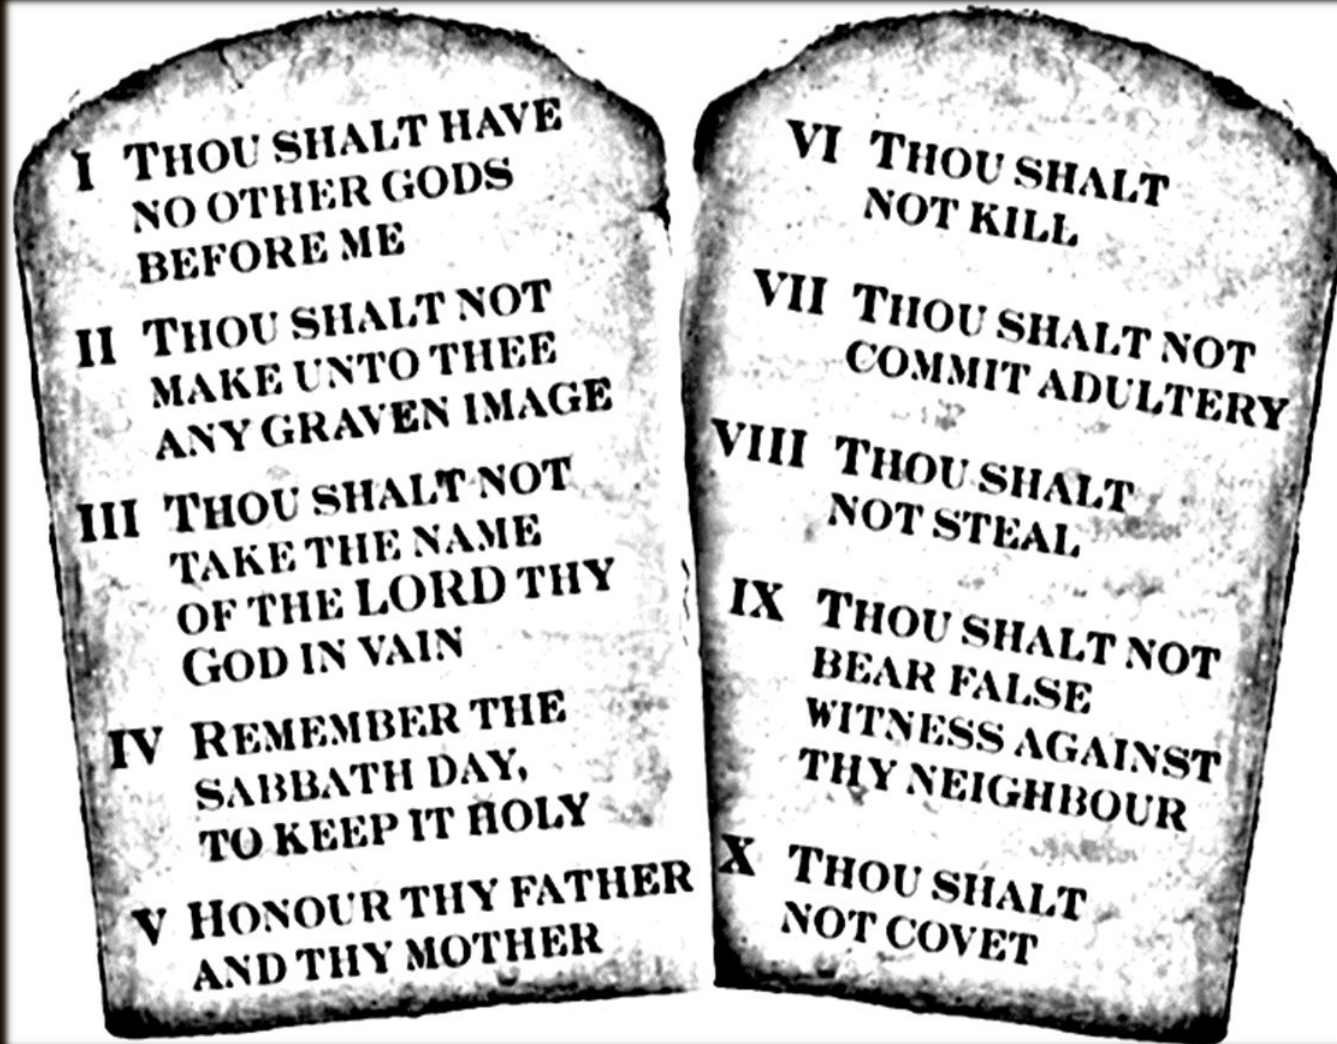 I THOU SHALT HAVE
NO OTHER GODS
BEFORE ME
II THOU SHALT NOT
MAKE UNTO THEE
ANY GRAVEN IMAGE
III THOU SHALT NOT
TAKE THE NAME
OF THE LORD THY
GOD IN VAIN
IV REMEMBER THE
SABBATH DAY,
TO KEEP IT HOLY
V HONOUR THY FATHER
AND THY MOTHER
VI THOU SHALT
NOT KILL
VII THOU SHALT NOT
COMMIT ADULTERY
VIII THOU SHALT
NOT STEAL
IX THOU SHALT NOT
BEAR FALSE
WITNESS AGAINST
THY NEIGHBOUR
X THOU SHALT
NOT COVET